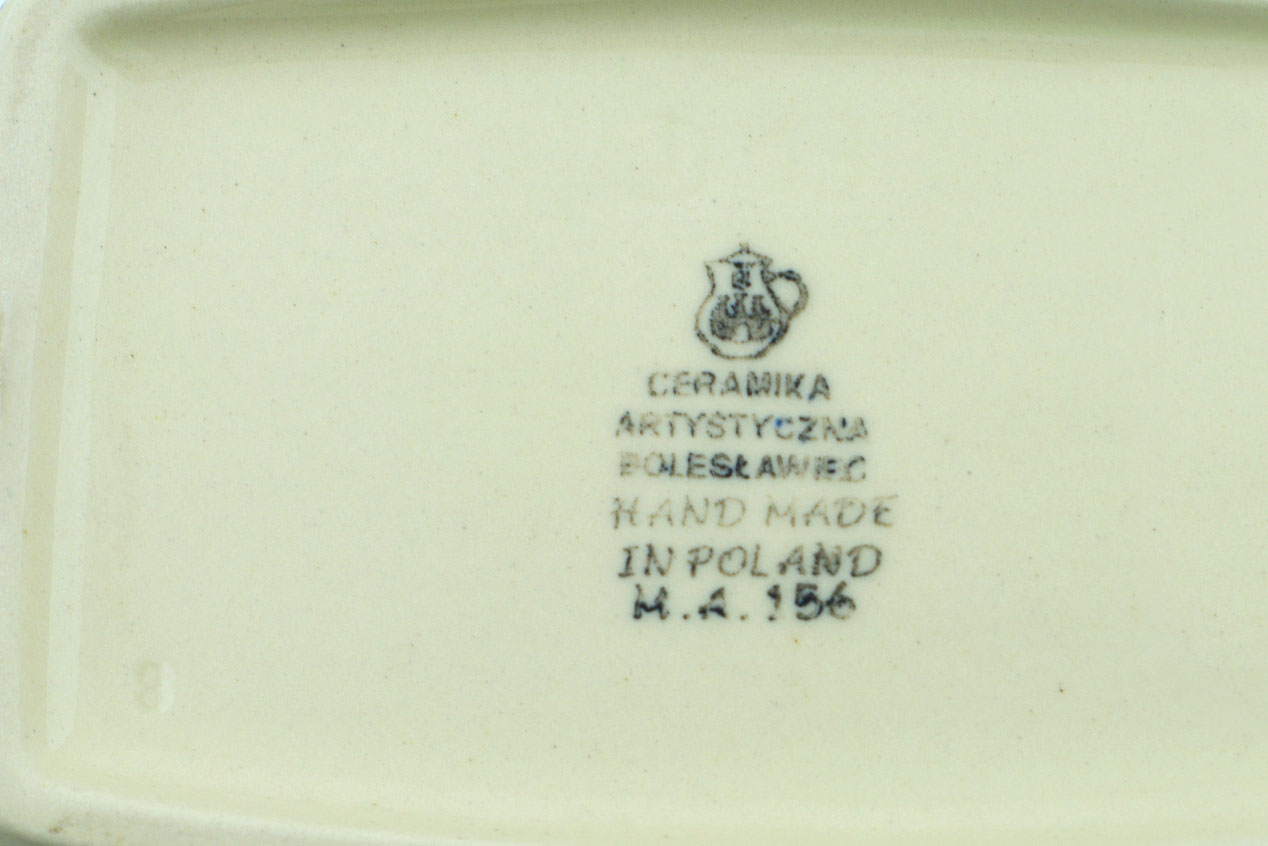 CERAMIKA
ARTYSTYCZNA
BOLESŁAWIEC
HAND MADE
IN POLAND
M.A.156